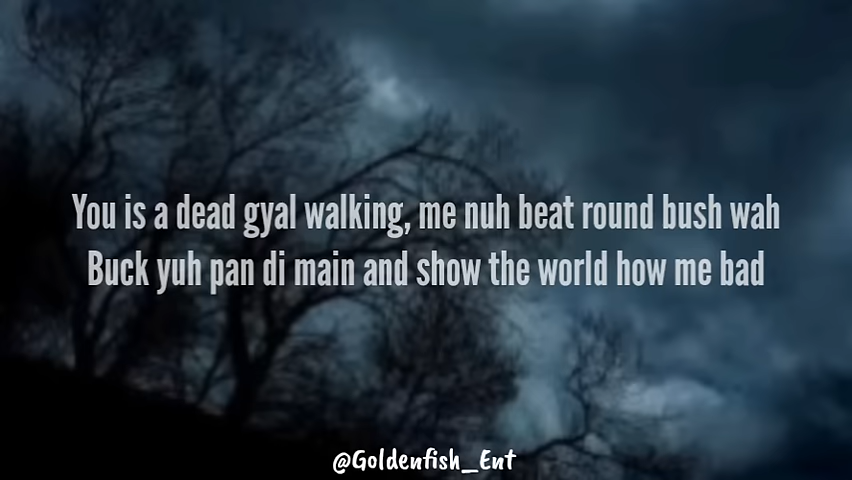 You is a dead gyal walking, me nuh beat round bush wah
Buck yuh pan di main and show the world how me bad
@Goldenfish_Ent